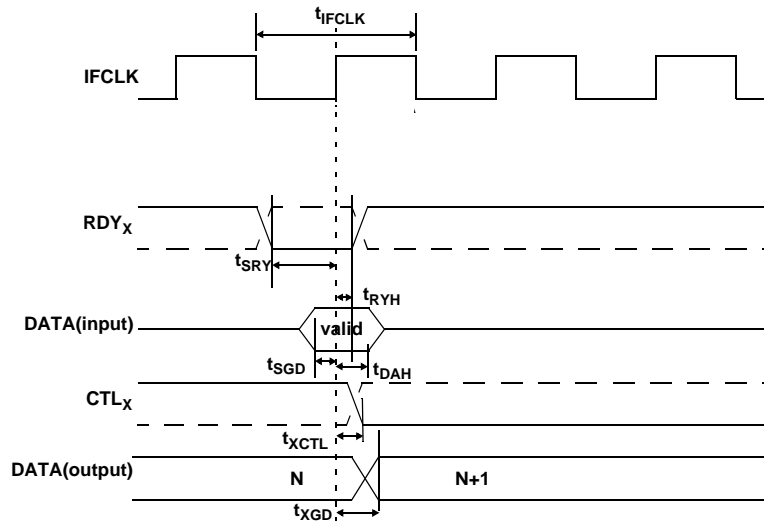 tIFCLK
IFCLK
RDYX
tSRY
tRYH
DATA(input)
valid
tSGD
tDAH
CTLX
tXCTL
DATA(output)
N
N+1
tXGD